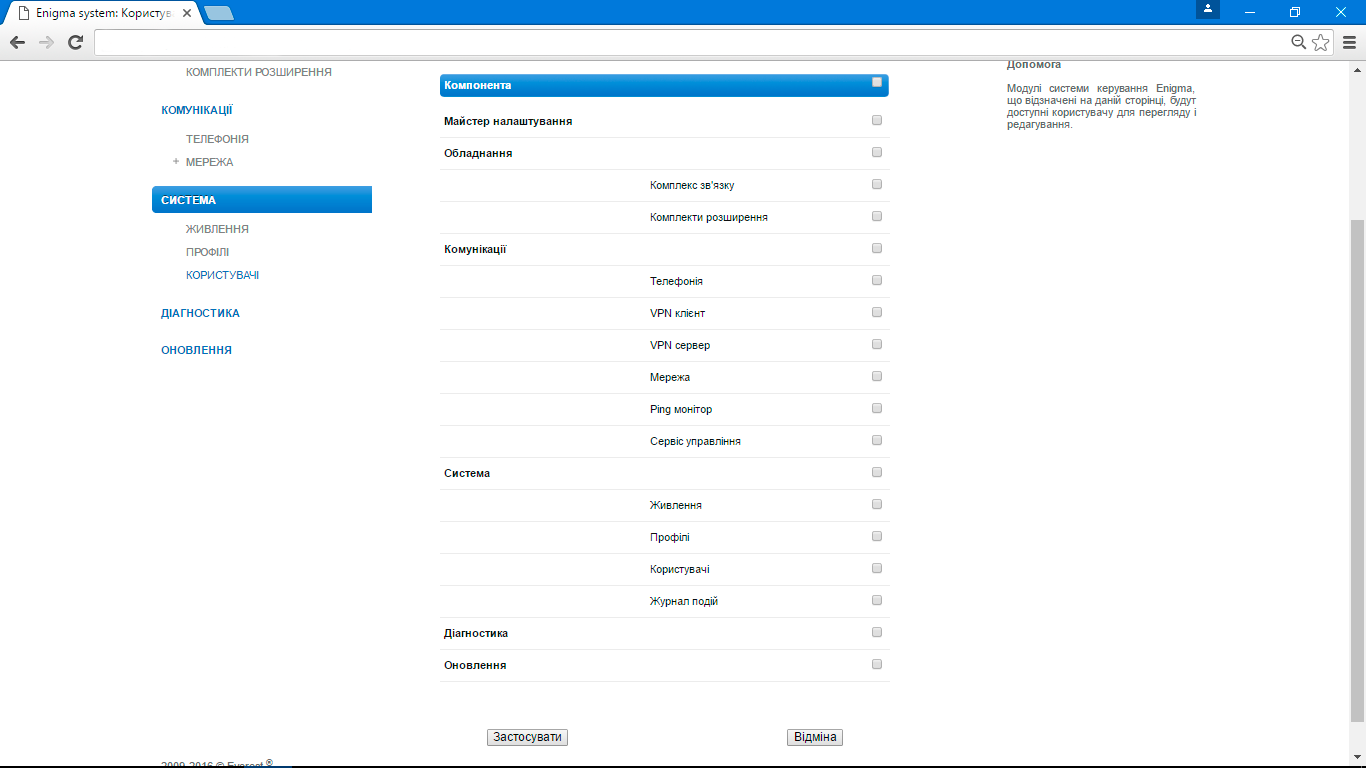 Enigma system: Користув
КОМПЛЕКТИ РОЗШИРЕННЯ
КОМУНІКАЦІЇ
ТЕЛЕФОНІЯ
+ МЕРЕЖА
СИСТЕМА
ЖИВЛЕННЯ
ПРОФІЛІ
КОРИСТУВАЧІ
ДІАГНОСТИКА
ОНОВЛЕННЯ
Компонента
Майстер налаштування
Обладнання
Комплекс зв'язку
Комплекти розширення
Комунікації
Телефонія
VPN клієнт
VPN сервер
Мережа
Ping монітор
Сервіс управління
Система
Живлення
Профілі
Користувачі
Журнал подій
Діагностика
Оновлення
Застосувати
Відміна
Допомога
Модулі системи керування Enigma,
що відзначені на даній сторінці, будут
доступні користувачу для перегляду і
редагування.
2009-2016 © Everest ®